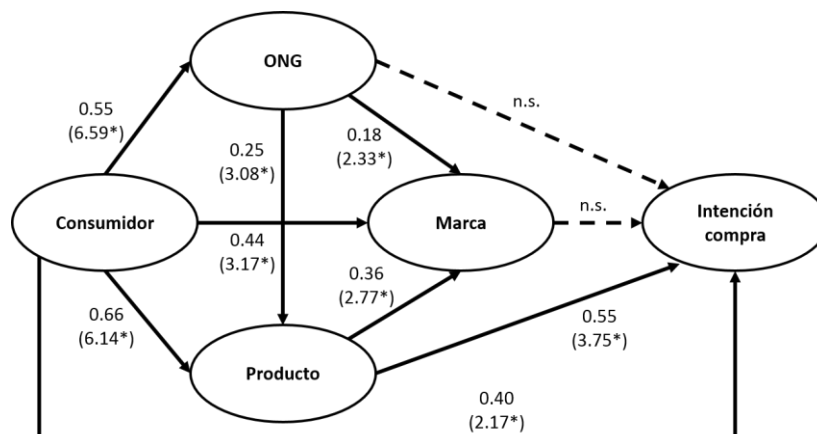 ONG
n.s.
0.55
(6.59*)
0.18
(2.33*)
0.25
(3.08*)
Consumidor
Marca
n.s.
Intención
compra
0.44
(3.17*)
0.36
(2.77*)
0.66
(6.14*)
0.55
(3.75*)
Producto
0.40
(2.17*)